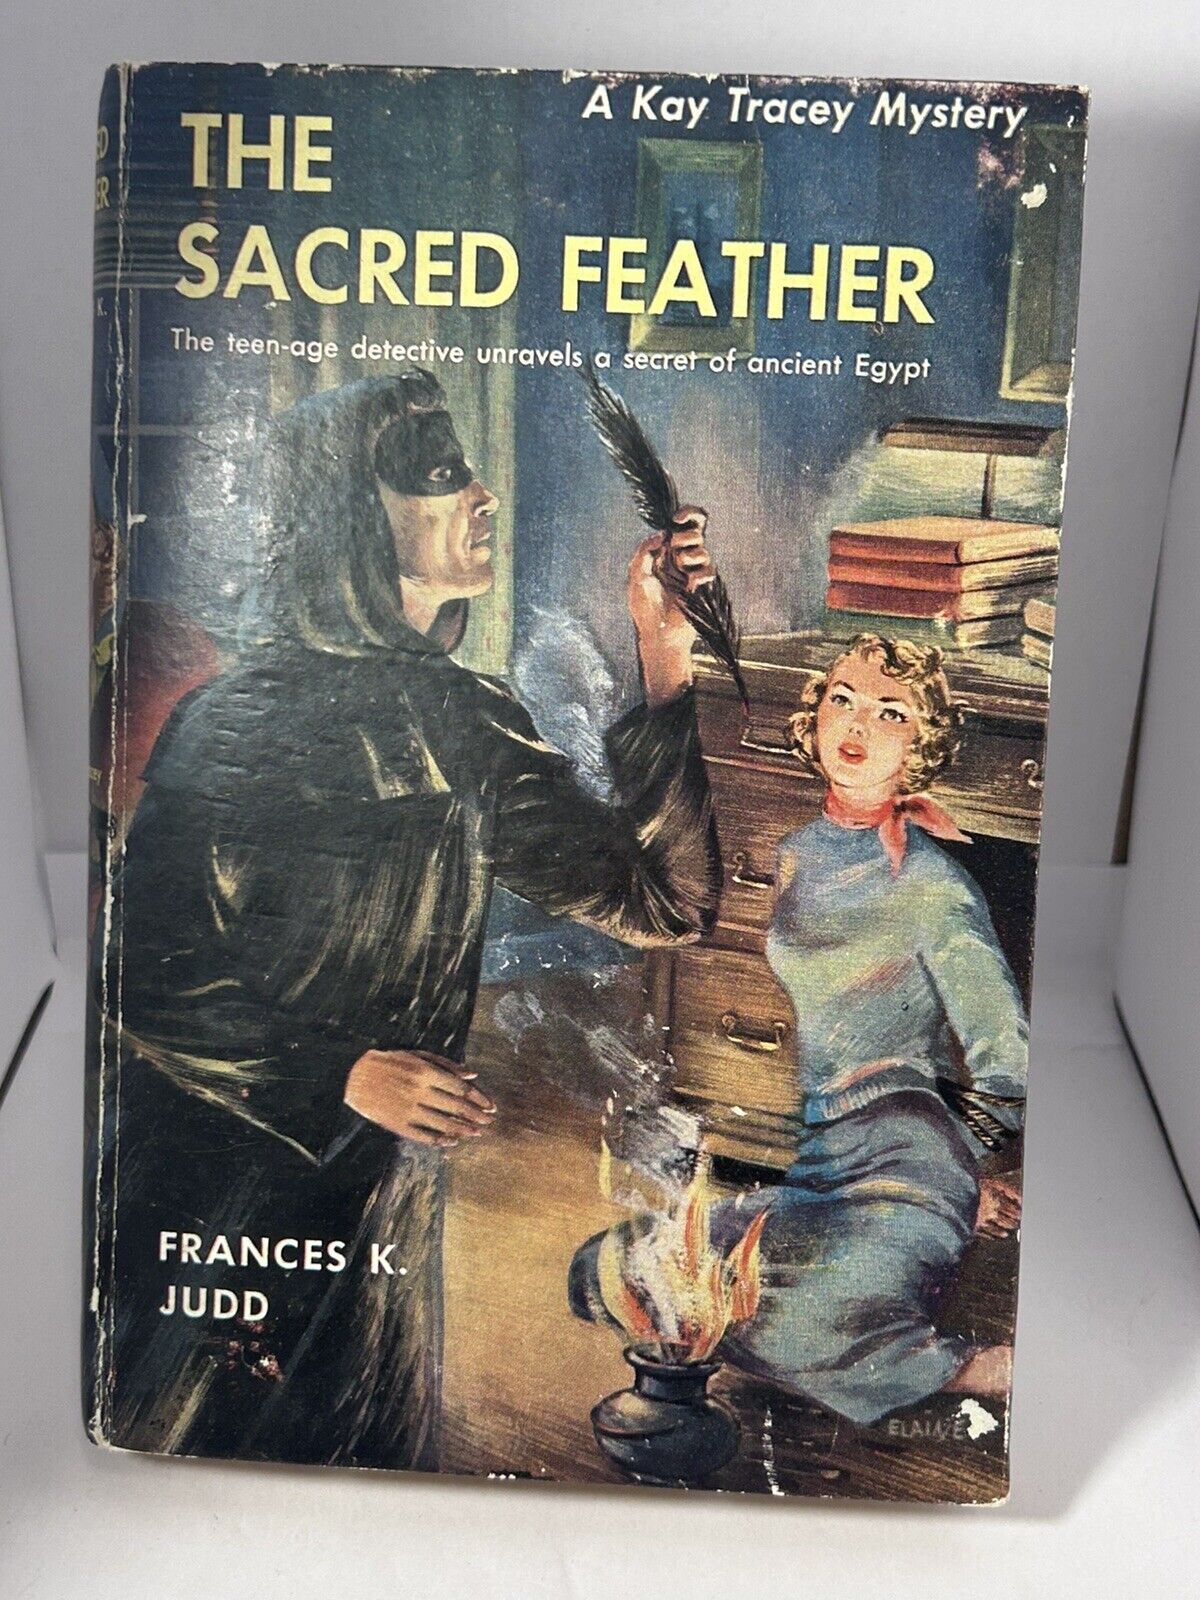 A Kay Tracey Mystery
THE
SACRED FEATHER
The teen-age detective unravels a secret of ancient Egypt
FRANCES K.
JUDD
ELAINE
K.